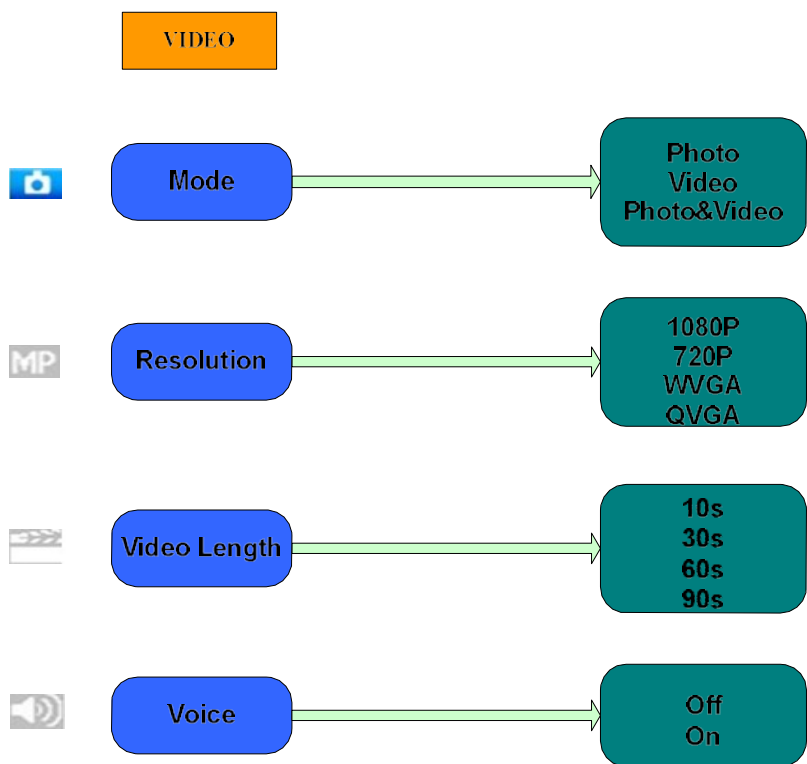 VIDEO
Mode
Photo
Video
Photo&Video
MP
Resolution
1080P
720P
WVGA
QVGA
Video Length
10s
30s
60s
90s
Voice
Off
On